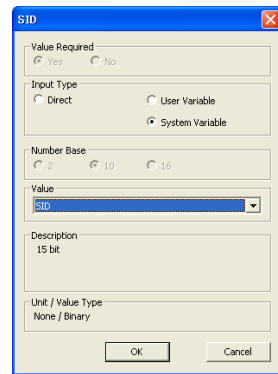 SID
Value Required
Yes No
Input Type
Direct User Variable
System Variable
Number Base
2 10 16
Value
SID
Description
15 bit
Unit / Value Type
None / Binary
OK Cancel